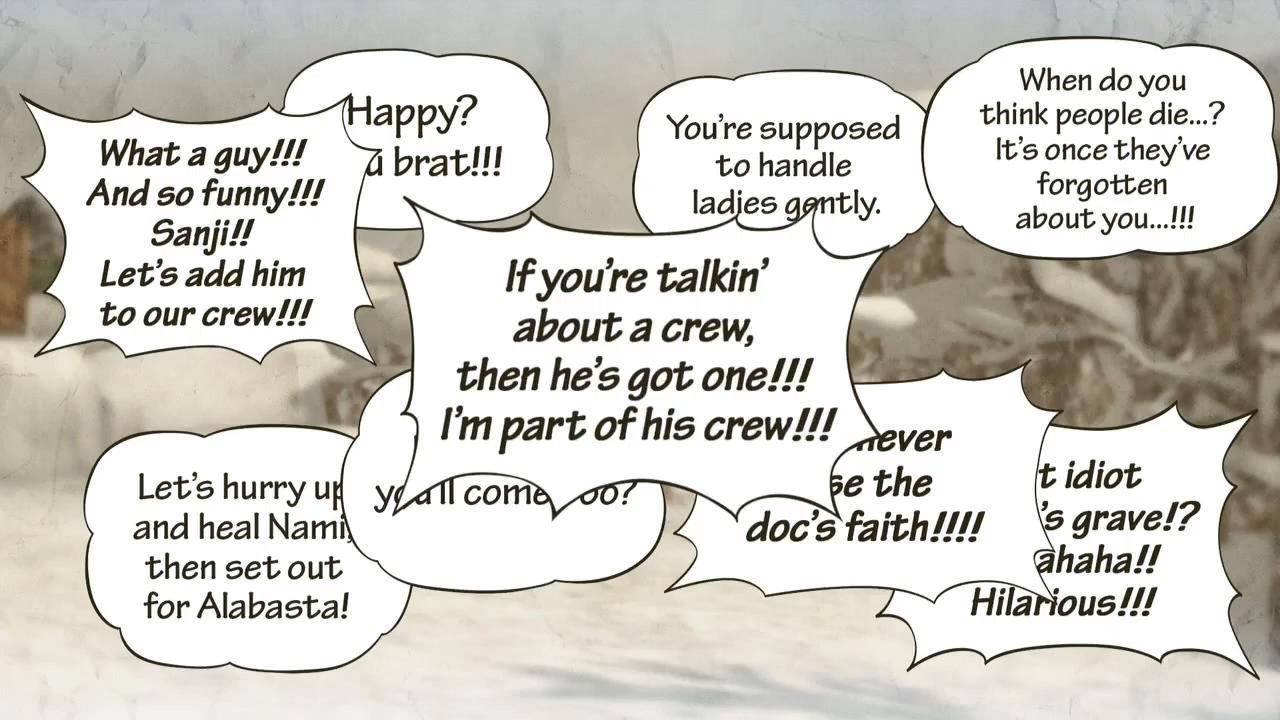 What a guy!!!
And so funny!!!
Sanji!!
Let's add him
to our crew!!!
Happy?
brat!!!
You're supposed
to handle
ladies gently.
When do you
think people die...?
It's once they've
forgotten
about you...!!!
If you're talkin'
about a crew,
then he's got one!!!
I'm part of his crew!!!
Let's hurry up
and heal Nami,
then set out
for Alabasta!
you'll come
the
doc's faith!!!!
idiot
grave!?
Hilarious!!!